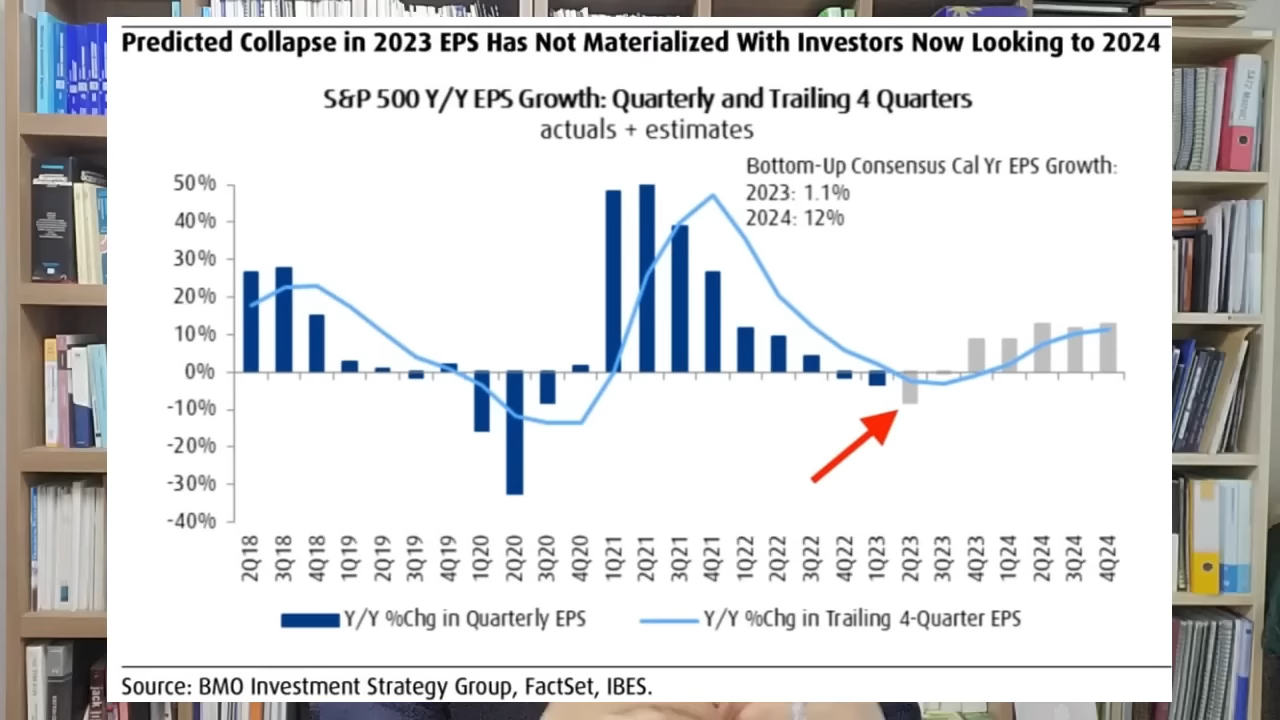 Predicted Collapse in 2023 EPS Has Not Materialized With Investors Now Looking to 2024
S&P 500 Y/Y EPS Growth: Quarterly and Trailing 4 Quarters
actuals + estimates
Bottom-Up Consensus Cal Yr EPS Growth:
2023: 1.1%
2024: 12%
50%
40%
30%
20%
10%
0%
-10%
-20%
-30%
-40%
2Q18 3Q18 4Q18 1Q19 2Q19 3Q19 4Q19 1Q20 2Q20 3Q20 4Q20 1Q21 2Q21 3Q21 4Q21 1Q22 2Q22 3Q22 4Q22 1Q23 2Q23 3Q23 4Q23 1Q24 2Q24 3Q24 4Q24
Y/Y %Chg in Quarterly EPS Y/Y %Chg in Trailing 4-Quarter EPS
Source: BMO Investment Strategy Group, FactSet, IBES.